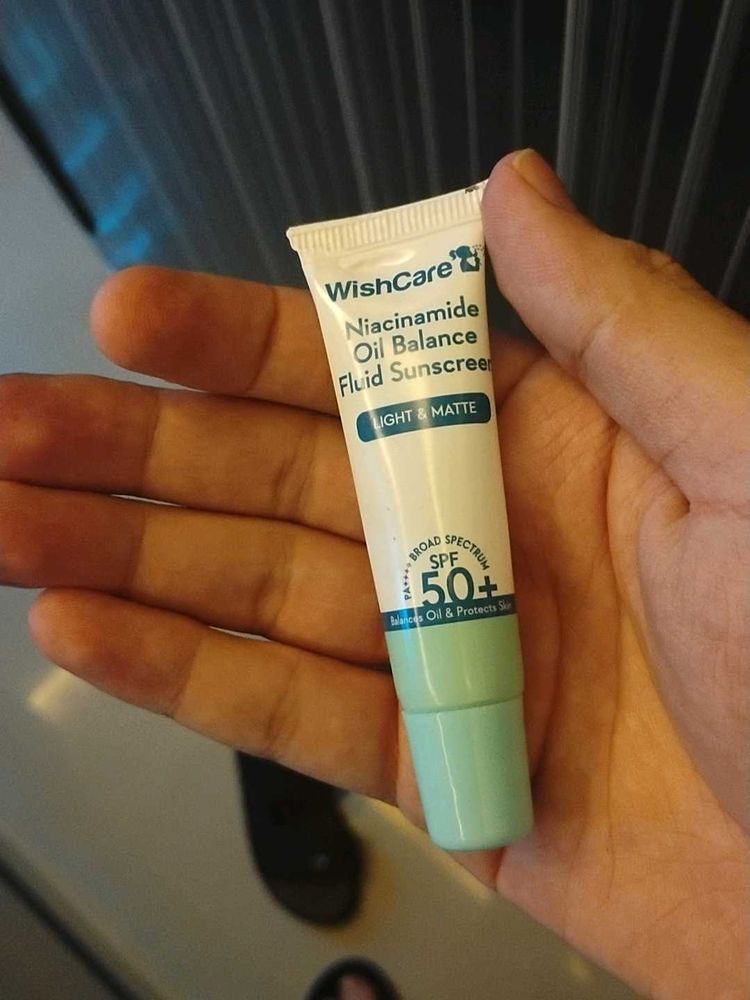 WishCare
Niacinamide
Oil Balance
Fluid Sunscreen
LIGHT & MATTE
PA++++ BROAD SPECTRUM
SPF
50+
Balances Oil & Protects Skin